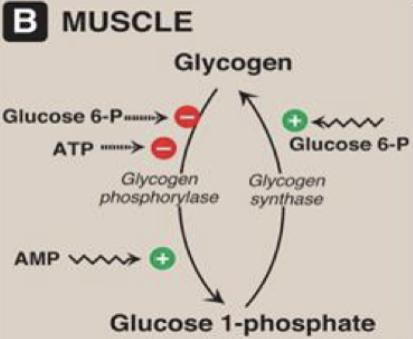 B MUSCLE
Glycogen
Glucose 6-P
ATP
Glucose 6-P
Glycogen
phosphorylase
Glycogen
synthase
AMP
Glucose 1-phosphate